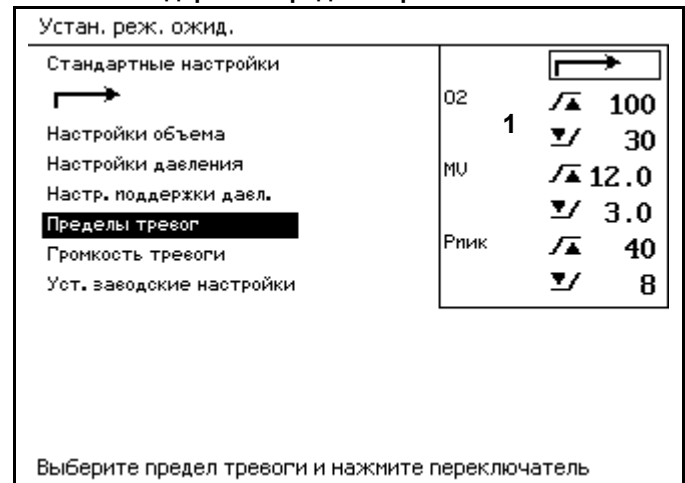 Устан. реж. ожид.
Стандартные настройки
Настройки объема
Настройки давления
Настр. поддержки давл.
Пределы тревог
Громкость тревоги
Уст. заводские настройки
O2 100
1
30
MV 12.0
3.0
Pпик 40
8
Выберите предел тревоги и нажмите переключатель